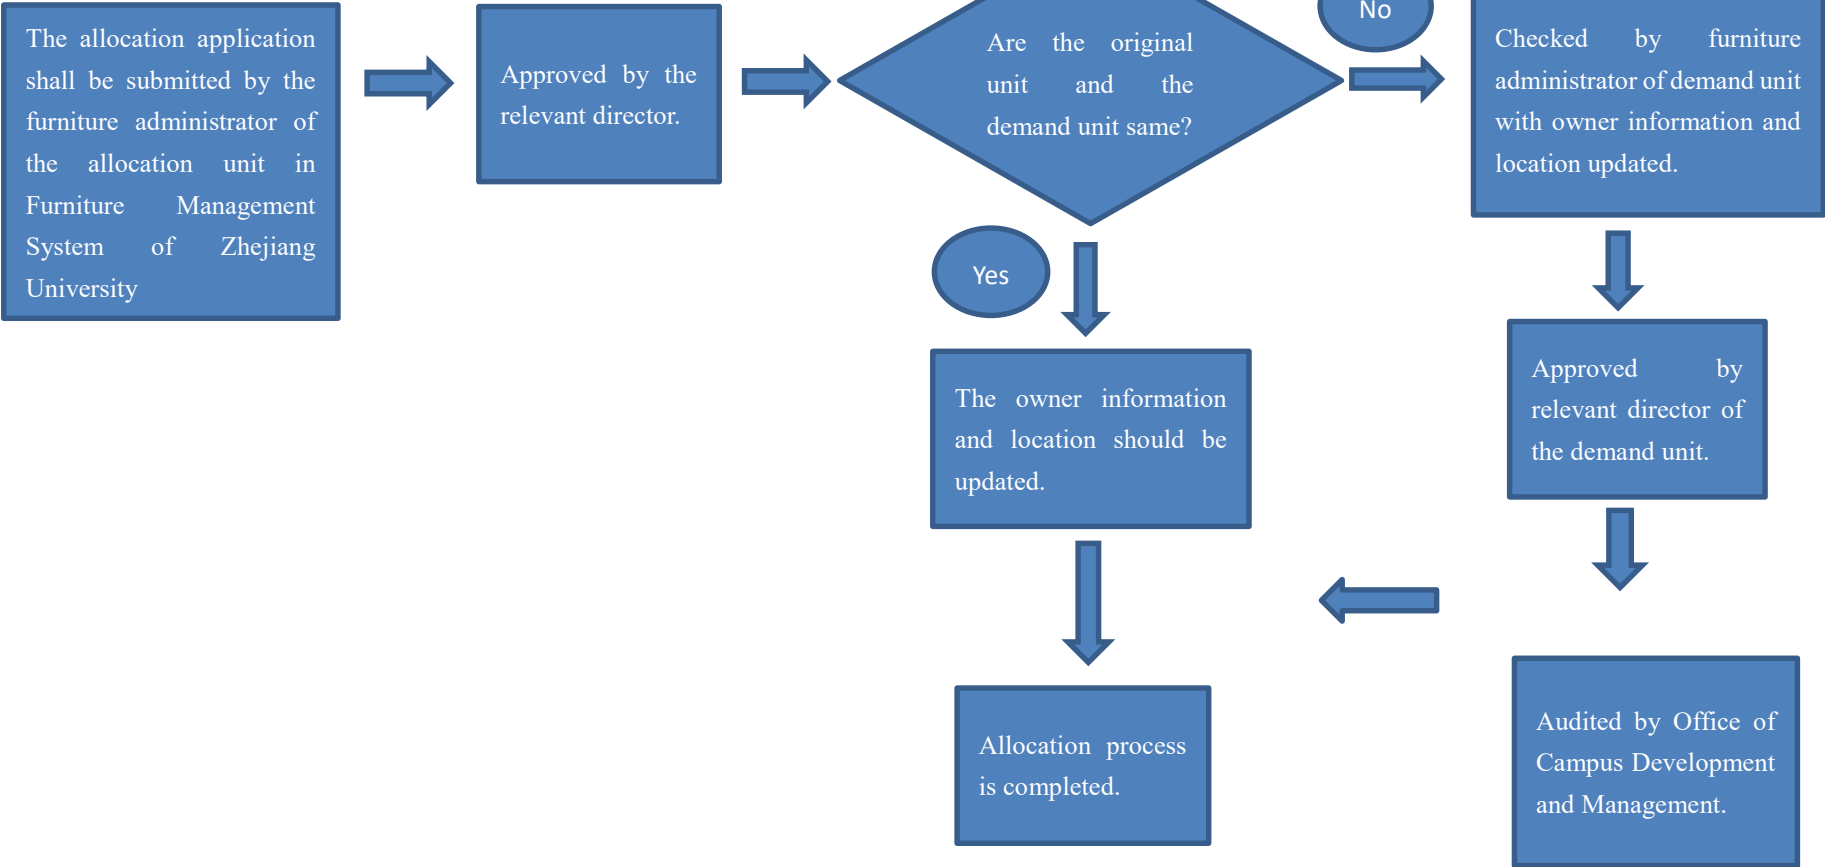 The allocation application
shall be submitted by the
furniture administrator of
the allocation unit in
Furniture Management
System of Zhejiang
University
Approved by the
relevant director.
Are the original
unit and the
demand unit same?
No
Checked by furniture
administrator of demand unit
with owner information and
location updated.
Yes
The owner information
and location should be
updated.
Approved by
relevant director of
the demand unit.
Allocation process
is completed.
Audited by Office of
Campus Development
and Management.